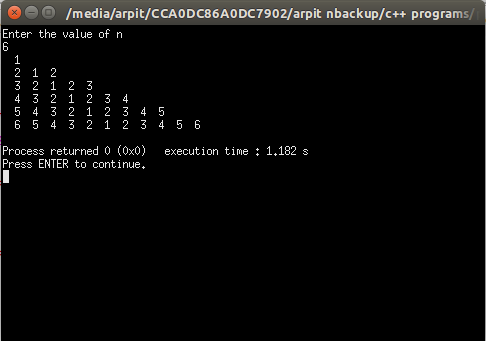 /media/arpit/CCA0DC86A0DC7902/arpit nbackup/c++ programs/
Enter the value of n
6
1
2 1 2
3 2 1 2 3
4 3 2 1 2 3 4
5 4 3 2 1 2 3 4 5
6 5 4 3 2 1 2 3 4 5 6
Process returned 0 (0x0)   execution time : 1.182 s
Press ENTER to continue.